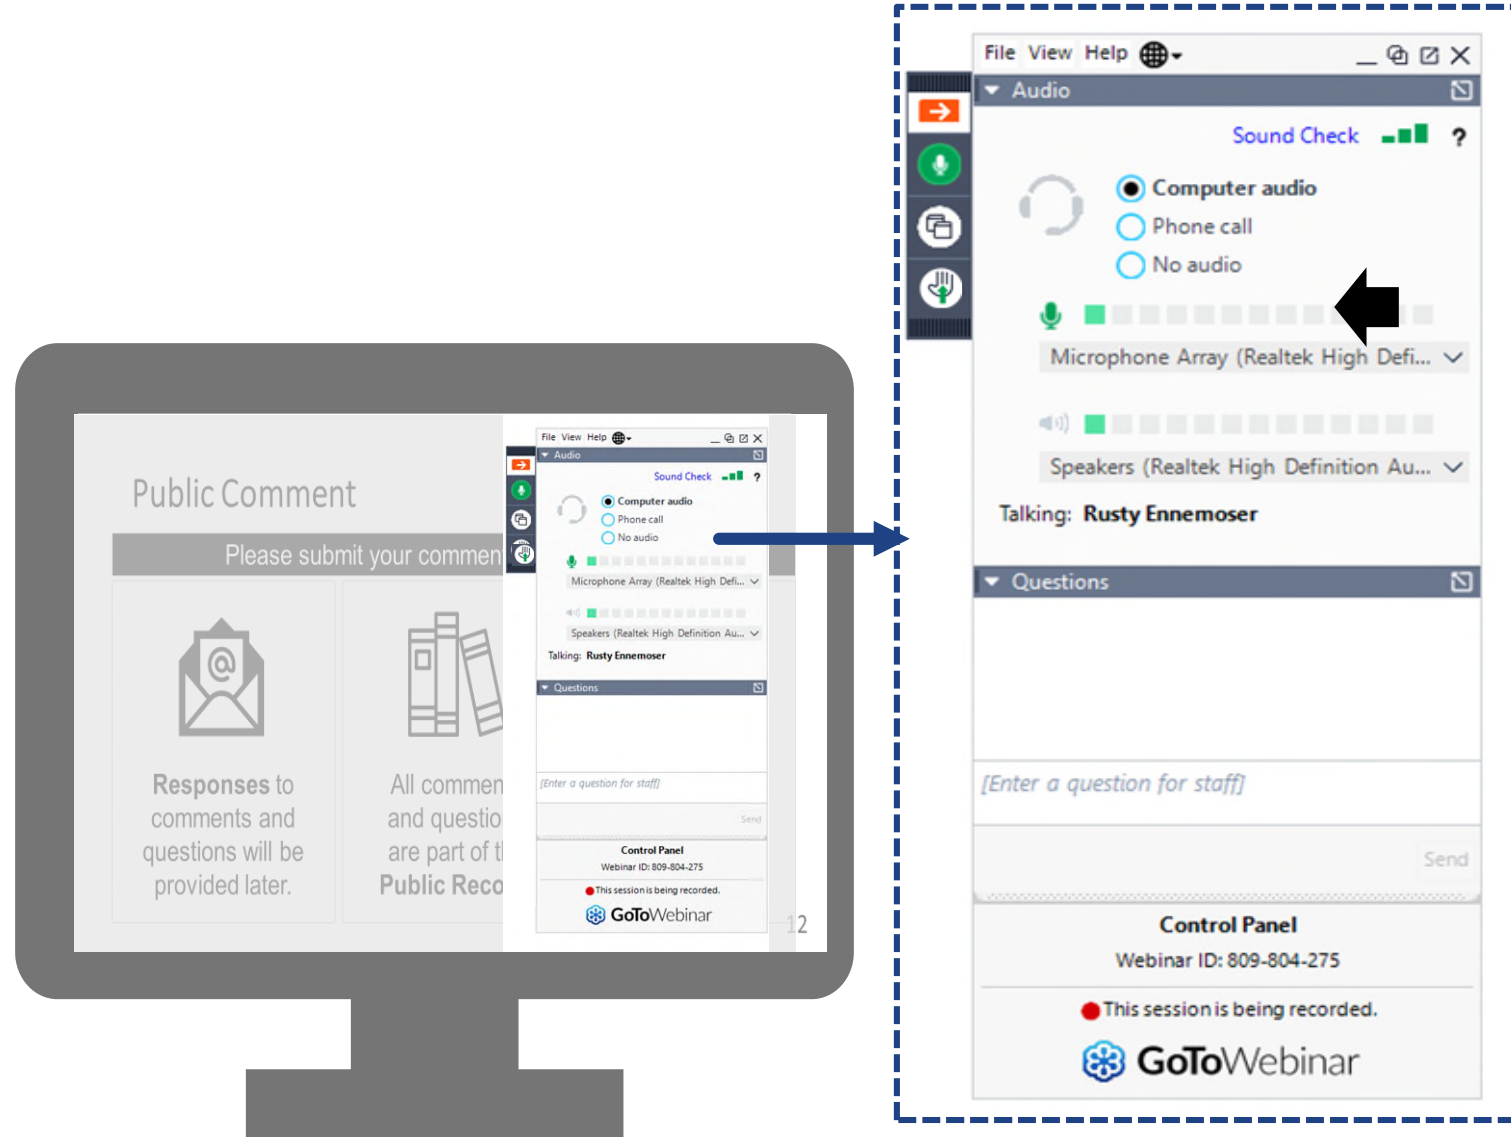 Public Comment
Please submit your commen
@
Responses to
comments and
questions will be
provided later.
All commen
and questio
are part of t
Public Reco
12
File View Help
Audio
Sound Check ?
Computer audio
Phone call
No audio
Microphone Array (Realtek High Defi...
Speakers (Realtek High Definition Au...
Talking: Rusty Ennemoser
Questions
[Enter a question for staff]
Send
Control Panel
Webinar ID: 809-804-275
This session is being recorded.
GoToWebinar
File View Help
Audio
Sound Check ?
Computer audio
Phone call
No audio
Microphone Array (Realtek High Defi...
Speakers (Realtek High Definition Au...
Talking: Rusty Ennemoser
Questions
[Enter a question for staff]
Send
Control Panel
Webinar ID: 809-804-275
This session is being recorded.
GoToWebinar